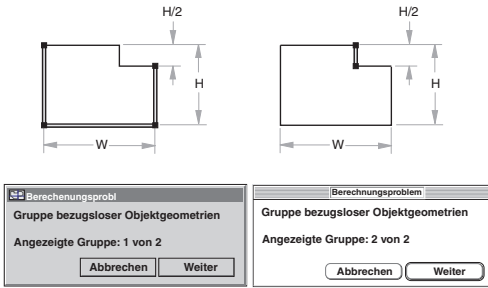 H/2
H/2
H
H
W
W
Berechenungsprobl
Gruppe bezugsloser Objektgeometrien
Angezeigte Gruppe: 1 von 2
Abbrechen Weiter
Berechnungsproblem
Gruppe bezugsloser Objektgeometrien
Angezeigte Gruppe: 2 von 2
Abbrechen Weiter